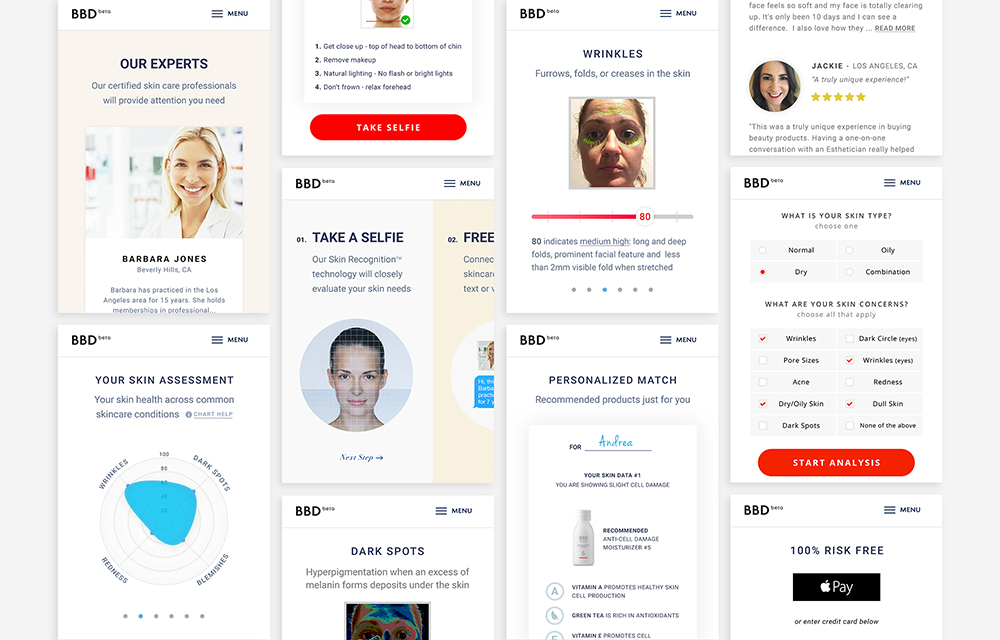 BBD beta
MENU
OUR EXPERTS
Our certified skin care professionals
will provide attention you need
BARBARA JONES
Beverly Hills, CA
Barbara has practiced in the Los
Angeles area for 15 years. She holds
memberships in professional...
BBD beta
MENU
YOUR SKIN ASSESSMENT
Your skin health across common
skincare conditions
CHART HELP
WRINKLES
DARK SPOTS
100
80
60
40
20
REDNESS
BLEMISHES
1. Get close up - top of head to bottom of chin
2. Remove makeup
3. Natural lighting - No flash or bright lights
4. Don't frown - relax forehead
TAKE SELFIE
BBD beta
MENU
01. TAKE A SELFIE
Our Skin Recognition™
technology will closely
evaluate your skin needs
Next Step →
02. FREE
Connec
skincare
text or v
Hi, this
Barba
practi
for 7 y
BBD beta
MENU
DARK SPOTS
Hyperpigmentation when an excess of
melanin forms deposits under the skin
BBD beta
MENU
WRINKLES
Furrows, folds, or creases in the skin
80
80 indicates medium high: long and deep
folds, prominent facial feature and less
than 2mm visible fold when stretched
BBD beta
MENU
PERSONALIZED MATCH
Recommended products just for you
FOR Andrea
YOUR SKIN DATA #1
YOU ARE SHOWING SLIGHT CELL DAMAGE
BBD
RECOMMENDED
ANTI-CELL DAMAGE
MOISTURIZER #5
A
VITAMIN A PROMOTES HEALTHY SKIN
CELL PRODUCTION
GREEN TEA IS RICH IN ANTIOXIDANTS
E
VITAMIN E PROMOTES CELL
face feels so soft and my face is totally clearing
up. It's only been 10 days and I can see a
difference. I also love how they ... READ MORE
JACKIE - LOS ANGELES, CA
"A truly unique experience!"
"This was a truly unique experience in buying
beauty products. Having a one-on-one
conversation with an Esthetician really helped
BBD beta
MENU
WHAT IS YOUR SKIN TYPE?
choose one
Normal
Oily
Dry
Combination
WHAT ARE YOUR SKIN CONCERNS?
choose all that apply
Wrinkles
Dark Circle (eyes)
Pore Sizes
Wrinkles (eyes)
Acne
Redness
Dry/Oily Skin
Dull Skin
Dark Spots
None of the above
START ANALYSIS
BBD beta
MENU
100% RISK FREE
Pay
or enter credit card below